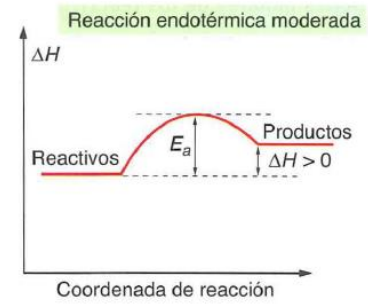 Reacción endotérmica moderada
ΔH
Productos
Reactivos
Eₐ
ΔH > 0
Coordenada de reacción